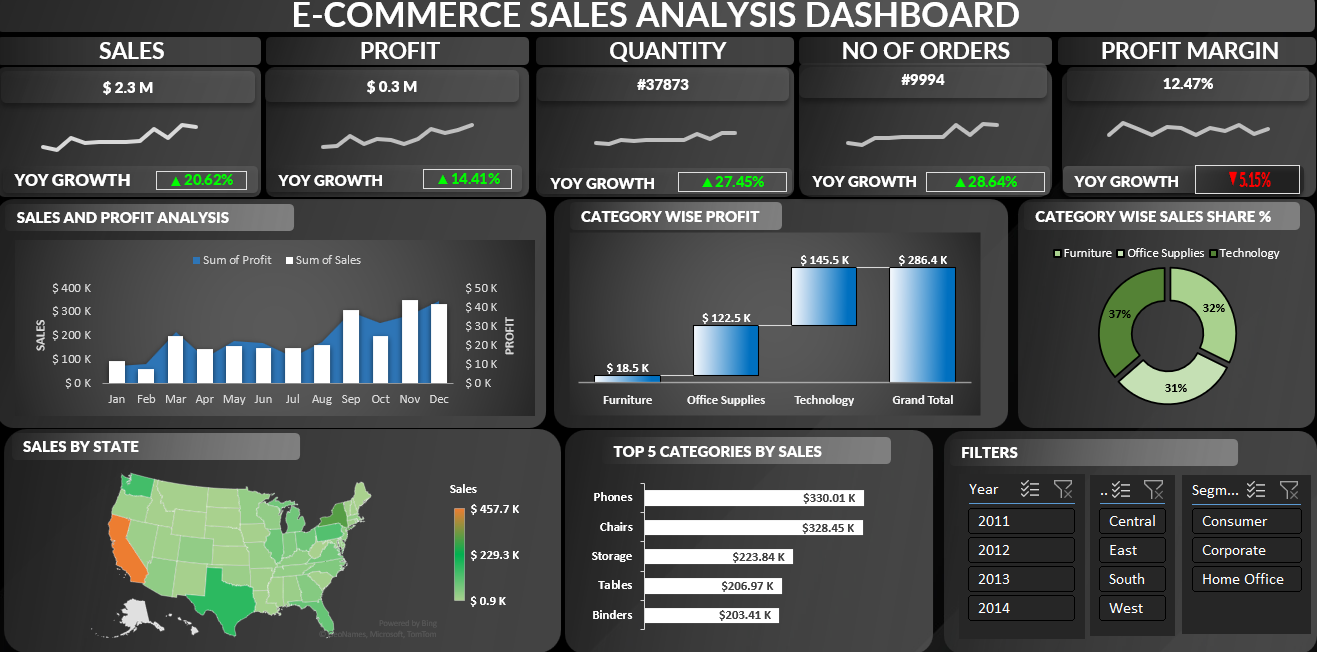 E-COMMERCE SALES ANALYSIS DASHBOARD
SALES
$ 2.3 M
YOY GROWTH ▲ 20.62%
PROFIT
$ 0.3 M
YOY GROWTH ▲ 14.41%
QUANTITY
#37873
YOY GROWTH ▲ 27.45%
NO OF ORDERS
#9994
YOY GROWTH ▲ 28.64%
PROFIT MARGIN
12.47%
YOY GROWTH ▼ 5.15%
SALES AND PROFIT ANALYSIS
Sum of Profit Sum of Sales
SALES
$ 400 K
$ 300 K
$ 200 K
$ 100 K
$ 0 K
$ 50 K
$ 40 K
$ 30 K
$ 20 K
$ 10 K
$ 0 K
PROFIT
Jan Feb Mar Apr May Jun Jul Aug Sep Oct Nov Dec
CATEGORY WISE PROFIT
$ 18.5 K
$ 122.5 K
$ 145.5 K
$ 286.4 K
Furniture Office Supplies Technology Grand Total
CATEGORY WISE SALES SHARE %
Furniture Office Supplies Technology
37%
32%
31%
SALES BY STATE
Sales
$ 457.7 K
$ 229.3 K
$ 0.9 K
Powered by Bing
© GeoNames, Microsoft, TomTom
TOP 5 CATEGORIES BY SALES
Phones $330.01 K
Chairs $328.45 K
Storage $223.84 K
Tables $206.97 K
Binders $203.41 K
FILTERS
Year
2011
2012
2013
2014
..
Central
East
South
West
Segm...
Consumer
Corporate
Home Office